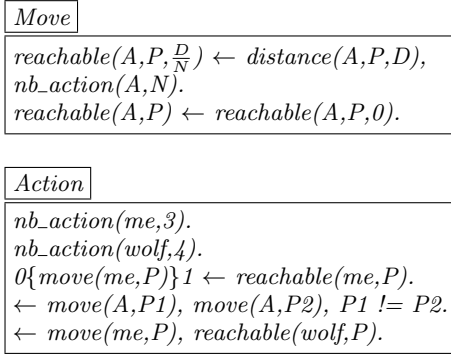 Move
reachable(A,P,D/N) ← distance(A,P,D),
nb_action(A,N).
reachable(A,P) ← reachable(A,P,0).
Action
nb_action(me,3).
nb_action(wolf,4).
0{move(me,P)}1 ← reachable(me,P).
← move(A,P1), move(A,P2), P1 != P2.
← move(me,P), reachable(wolf,P).